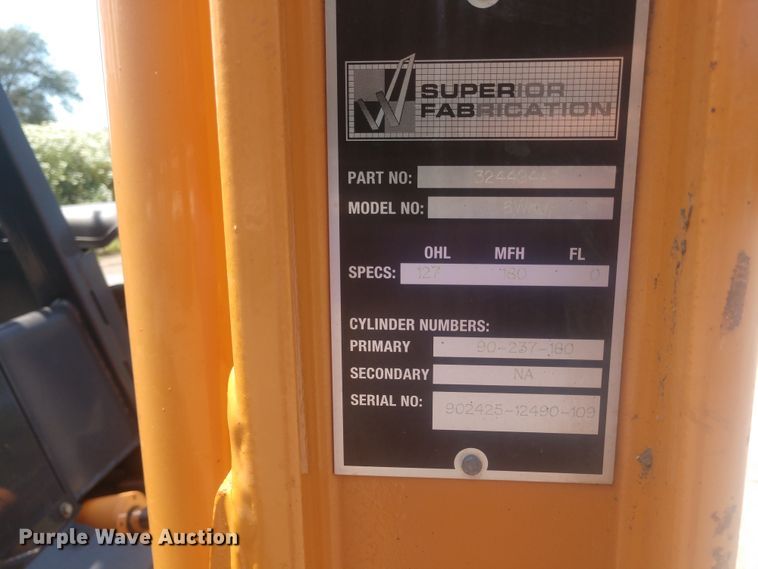 SUPERIOR
FABRICATION
PART NO:
MODEL NO:
OHL MFH FL
SPECS: 127 180 0
CYLINDER NUMBERS:
PRIMARY 90-237-180
SECONDARY NA
SERIAL NO: 902425-12490-109
Purple Wave Auction